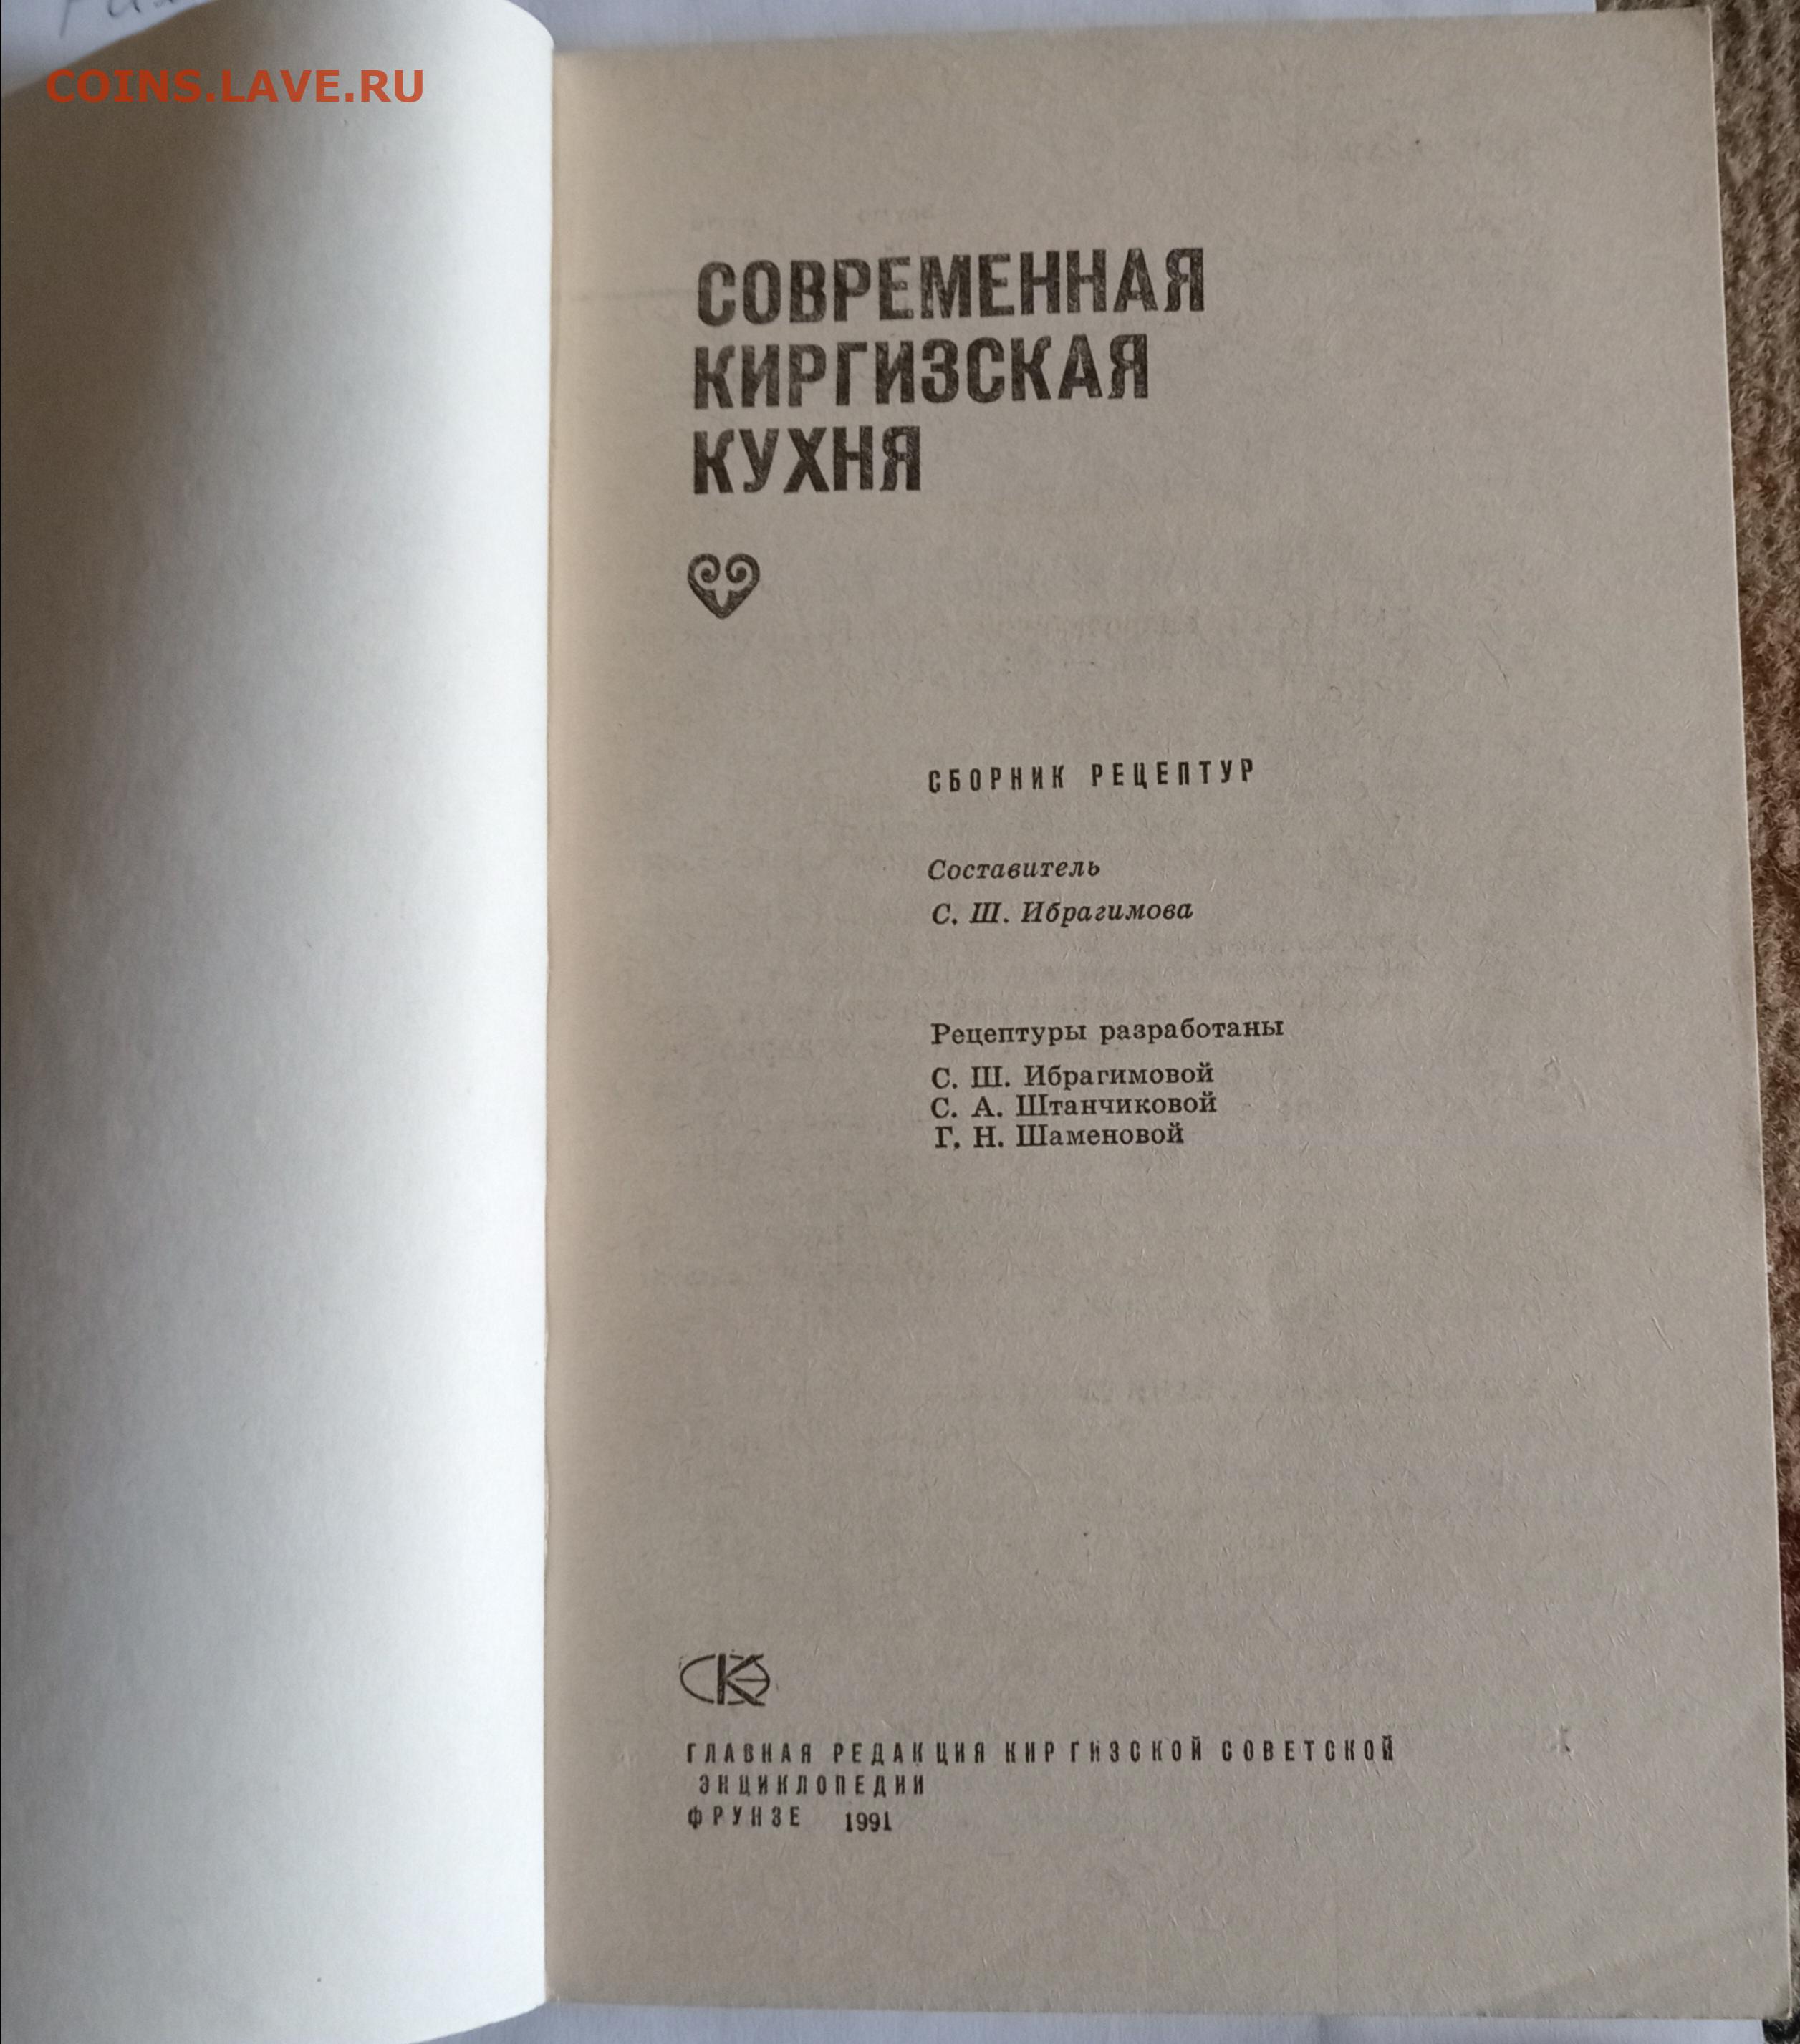 COINS.LAVE.RU
СОВРЕМЕННАЯ
КИРГИЗСКАЯ
КУХНЯ
СБОРНИК РЕЦЕПТУР
Составитель
С. Ш. Ибрагимова
Рецептуры разработаны
С. Ш. Ибрагимовой
С. А. Штанчиковой
Г. Н. Шаменовой
СКЭ
ГЛАВНАЯ РЕДАКЦИЯ КИРГИЗСКОЙ СОВЕТСКОЙ
ЭНЦИКЛОПЕДИИ
ФРУНЗЕ 1991